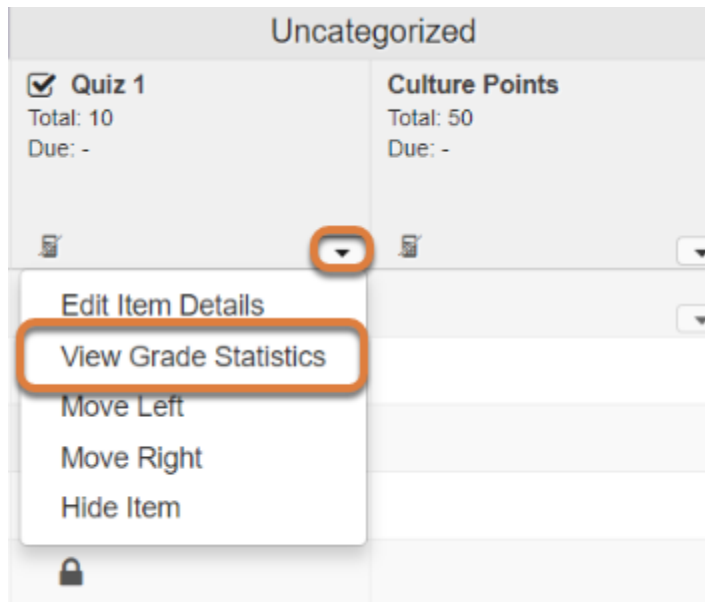 Uncategorized
Quiz 1
Total: 10
Due: -
Culture Points
Total: 50
Due: -
Edit Item Details
View Grade Statistics
Move Left
Move Right
Hide Item